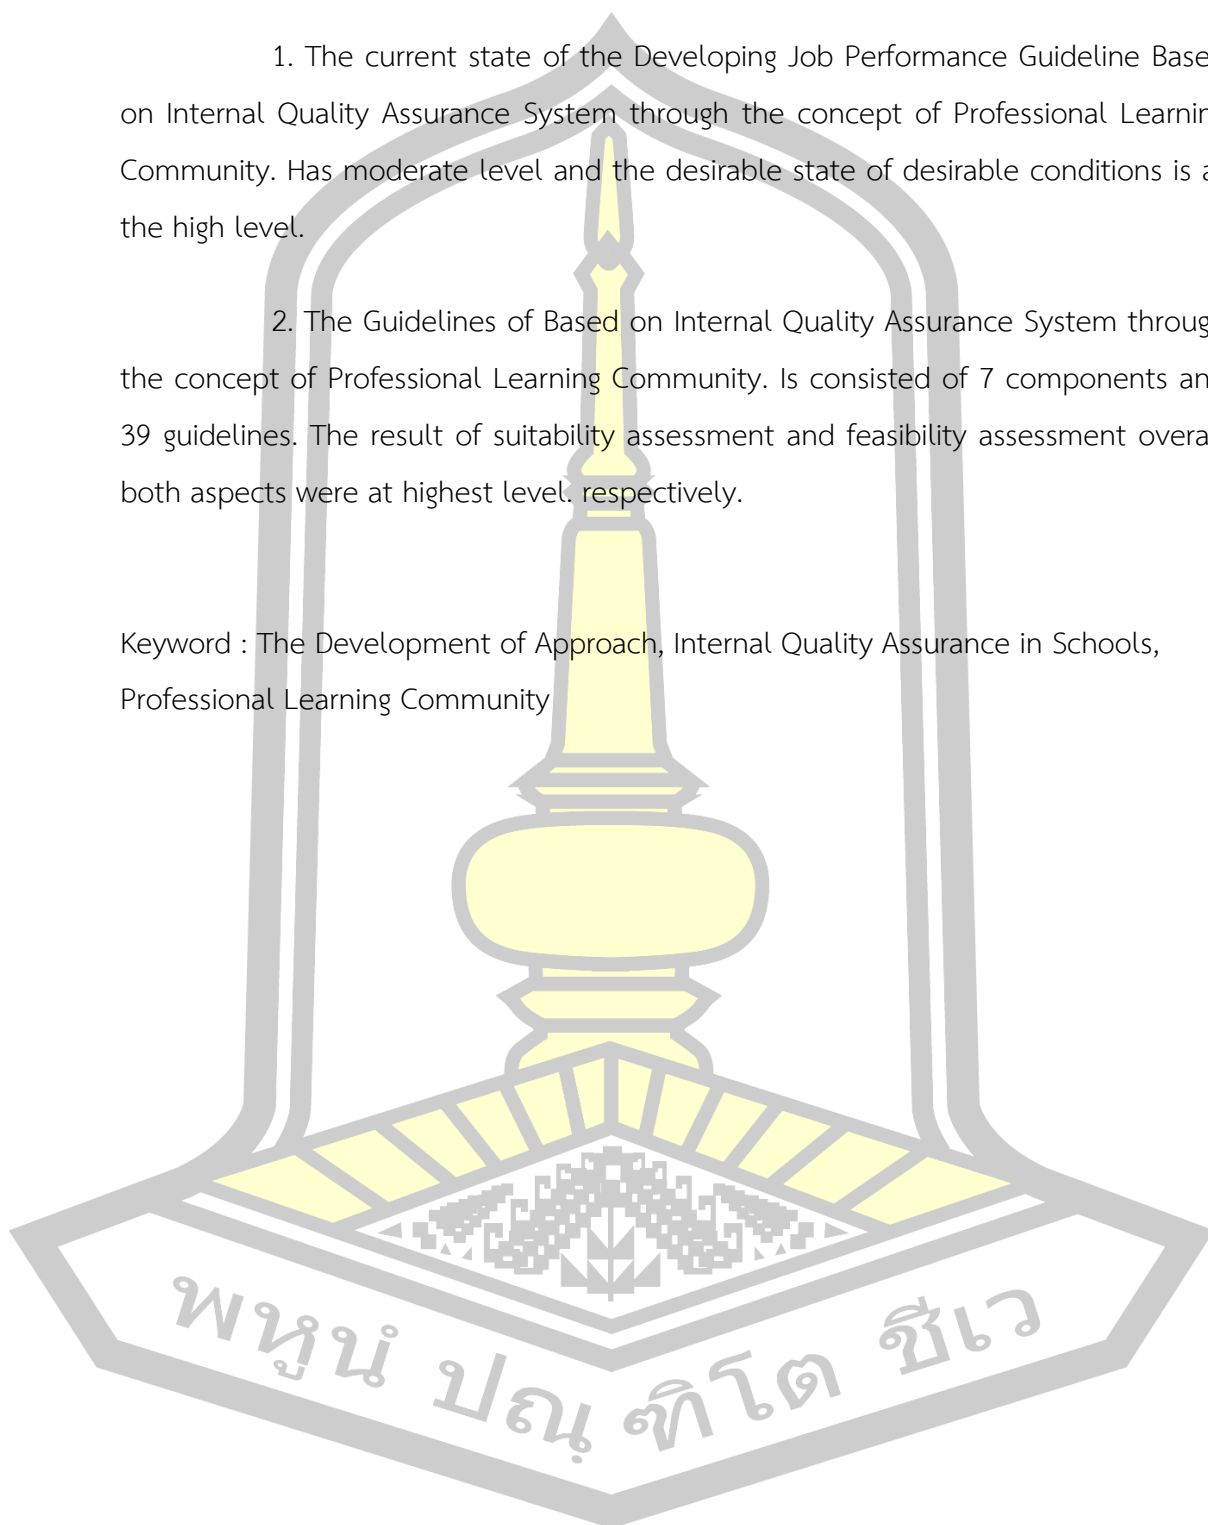 1. The current state of the Developing Job Performance Guideline Base
on Internal Quality Assurance System through the concept of Professional Learnin
Community. Has moderate level and the desirable state of desirable conditions is a
the high level.
2. The Guidelines of Based on Internal Quality Assurance System throug
the concept of Professional Learning Community. Is consisted of 7 components an
39 guidelines. The result of suitability assessment and feasibility assessment overa
both aspects were at highest level. respectively.
Keyword : The Development of Approach, Internal Quality Assurance in Schools,
Professional Learning Community
พหูนํ ปณฺฑิโต ชีเว